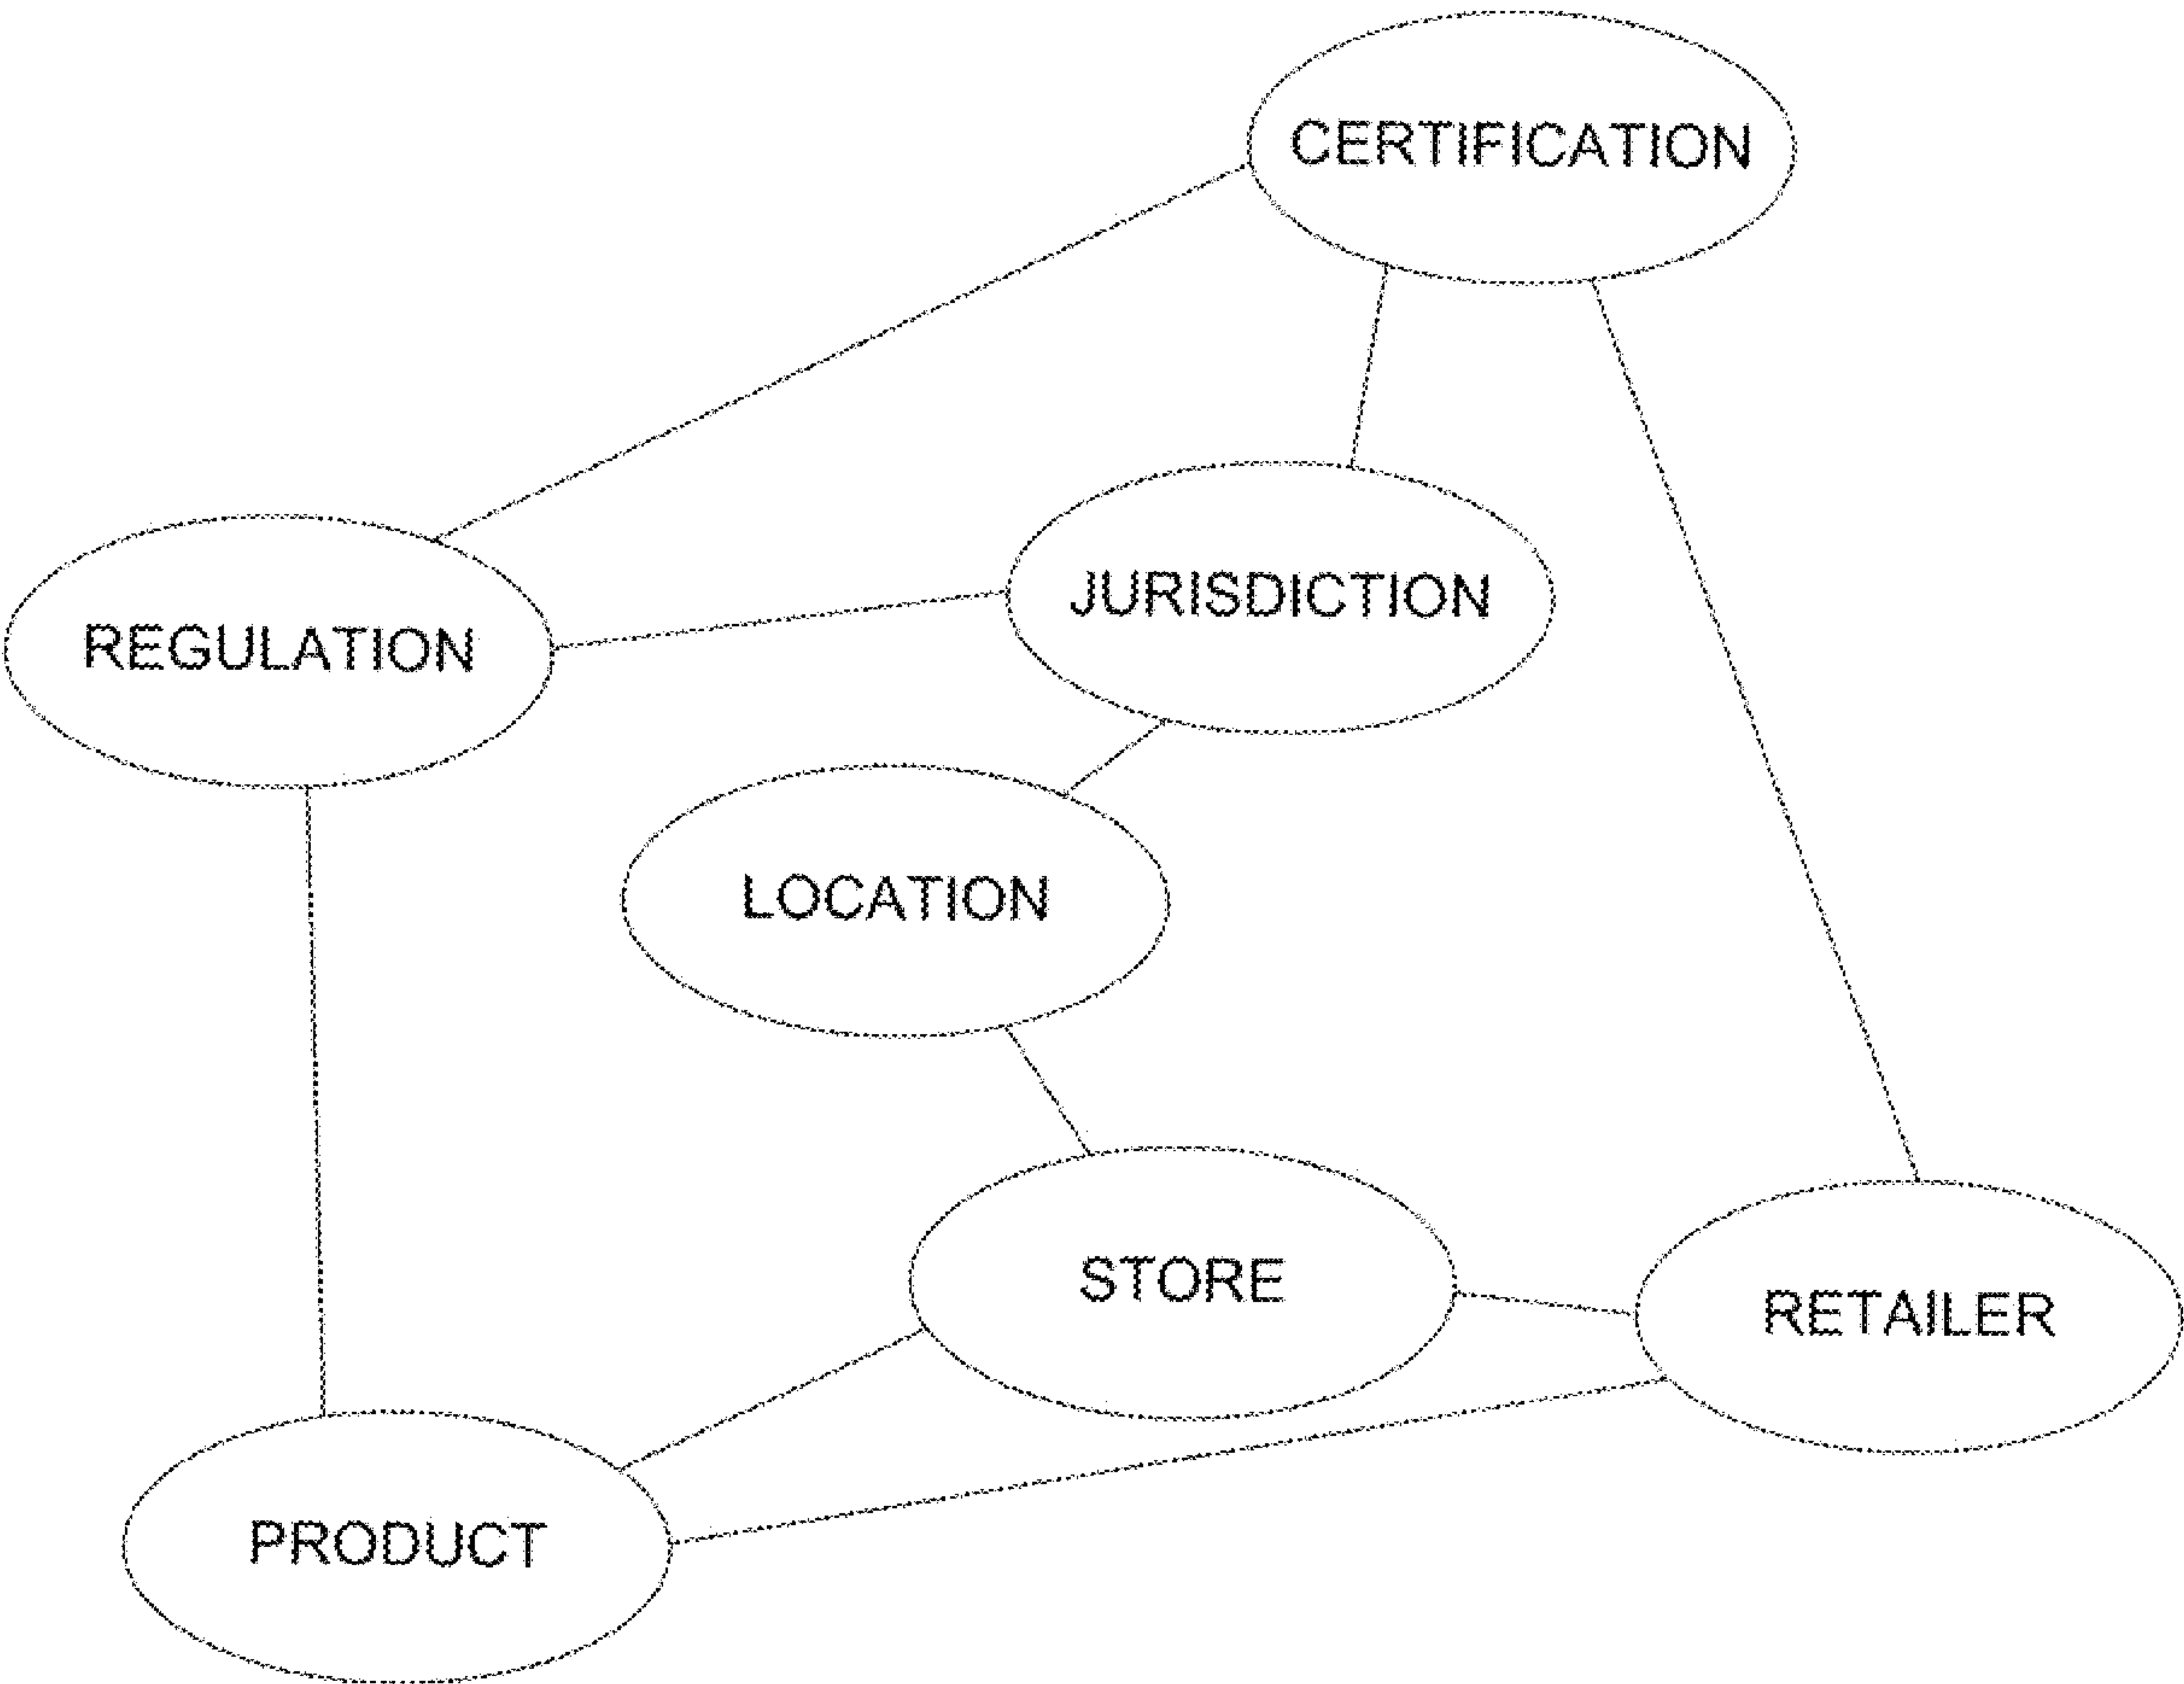 CERTIFICATION
JURISDICTION
REGULATION
LOCATION
STORE
RETAILER
PRODUCT